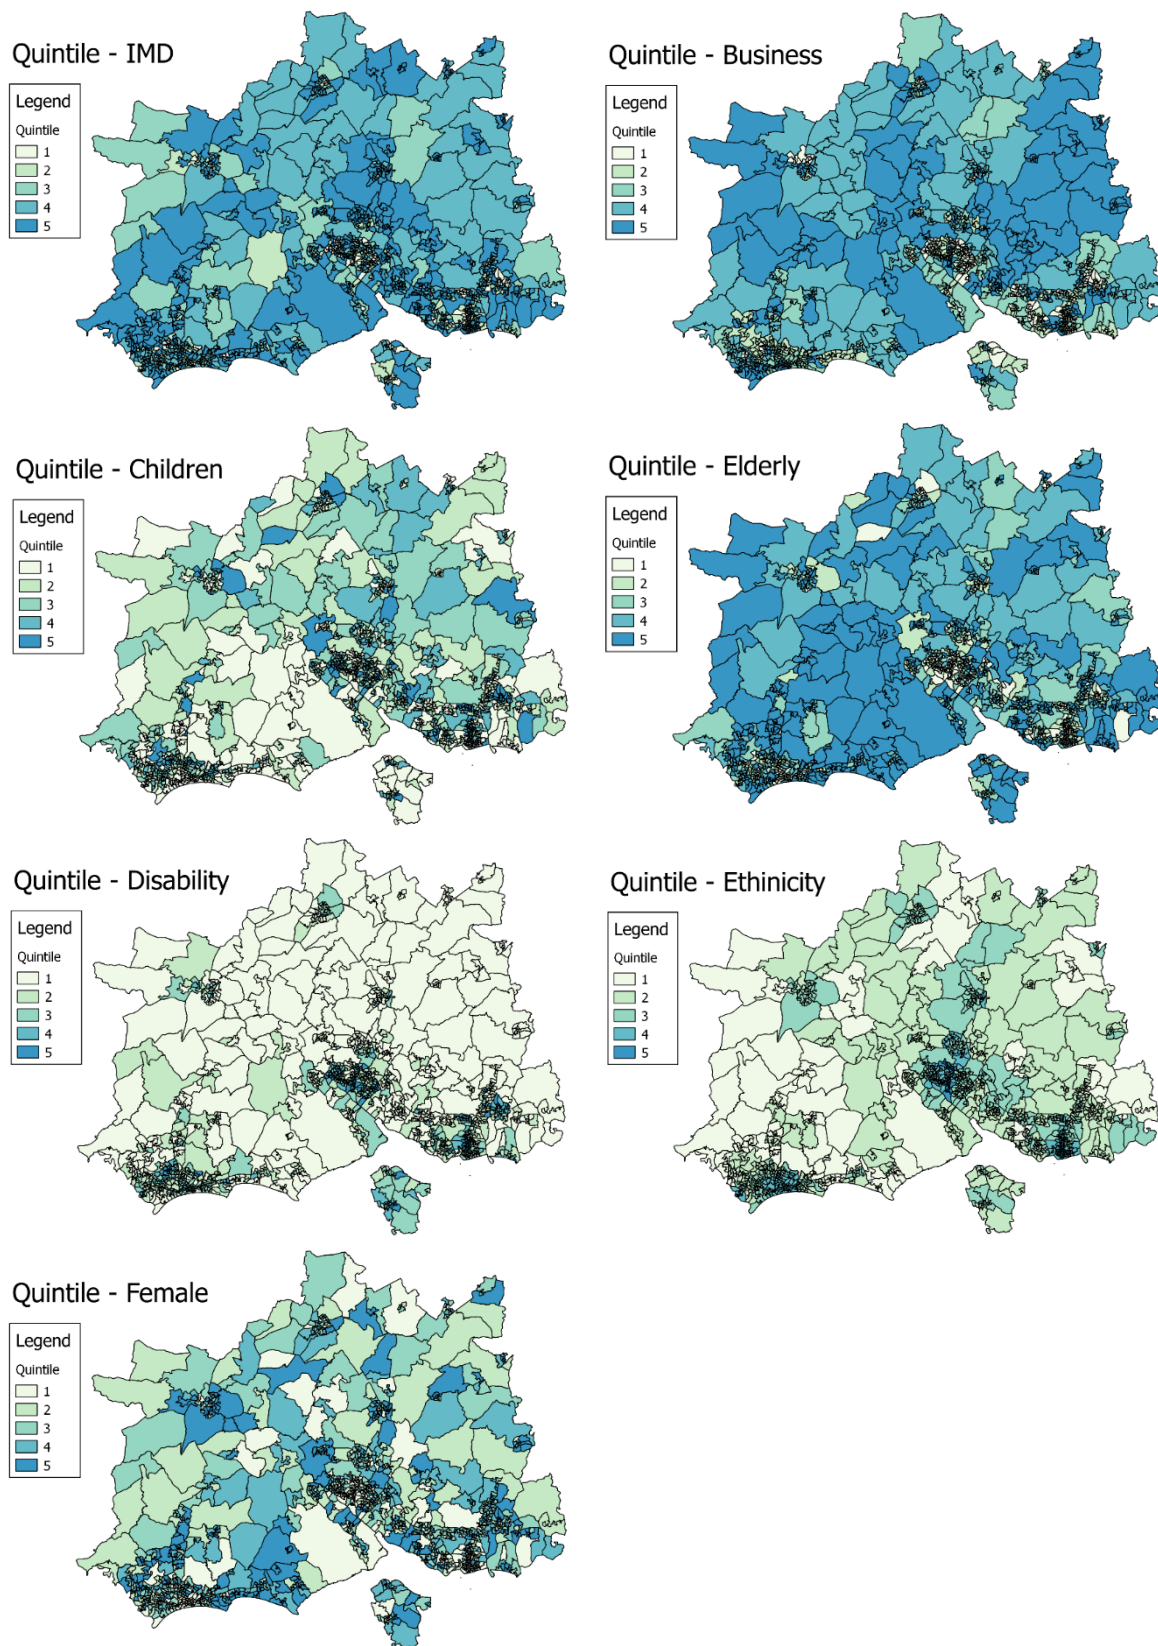 Quintile - IMD
Legend
Quintile
1
2
3
4
5
Quintile - Business
Legend
Quintile
1
2
3
4
5
Quintile - Children
Legend
Quintile
1
2
3
4
5
Quintile - Elderly
Legend
Quintile
1
2
3
4
5
Quintile - Disability
Legend
Quintile
1
2
3
4
5
Quintile - Ethinicity
Legend
Quintile
1
2
3
4
5
Quintile - Female
Legend
Quintile
1
2
3
4
5